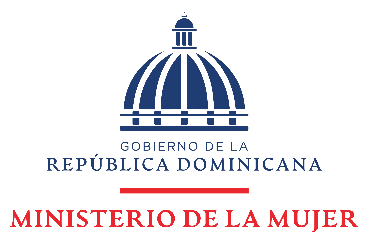 GOBIERNO DE LA
REPÚBLICA DOMINICANA
MINISTERIO DE LA MUJER